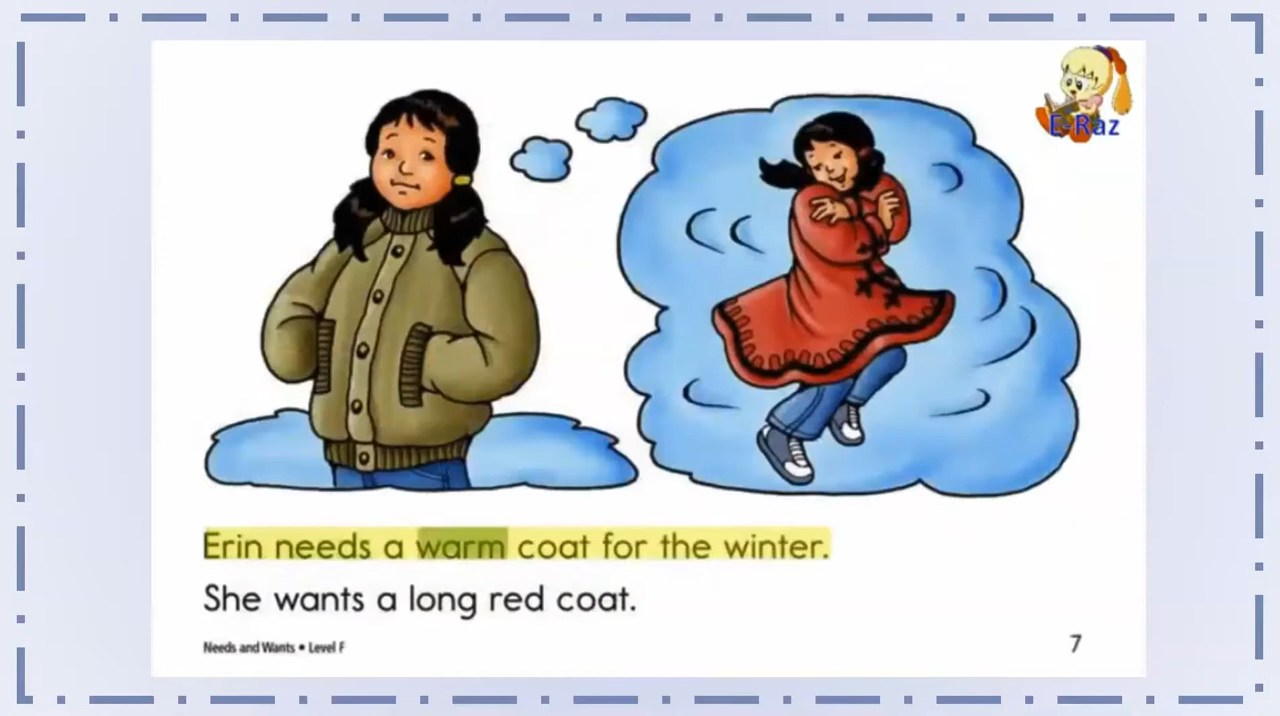 E-Raz
Erin needs a warm coat for the winter.
She wants a long red coat.
Needs and Wants • Level F
7